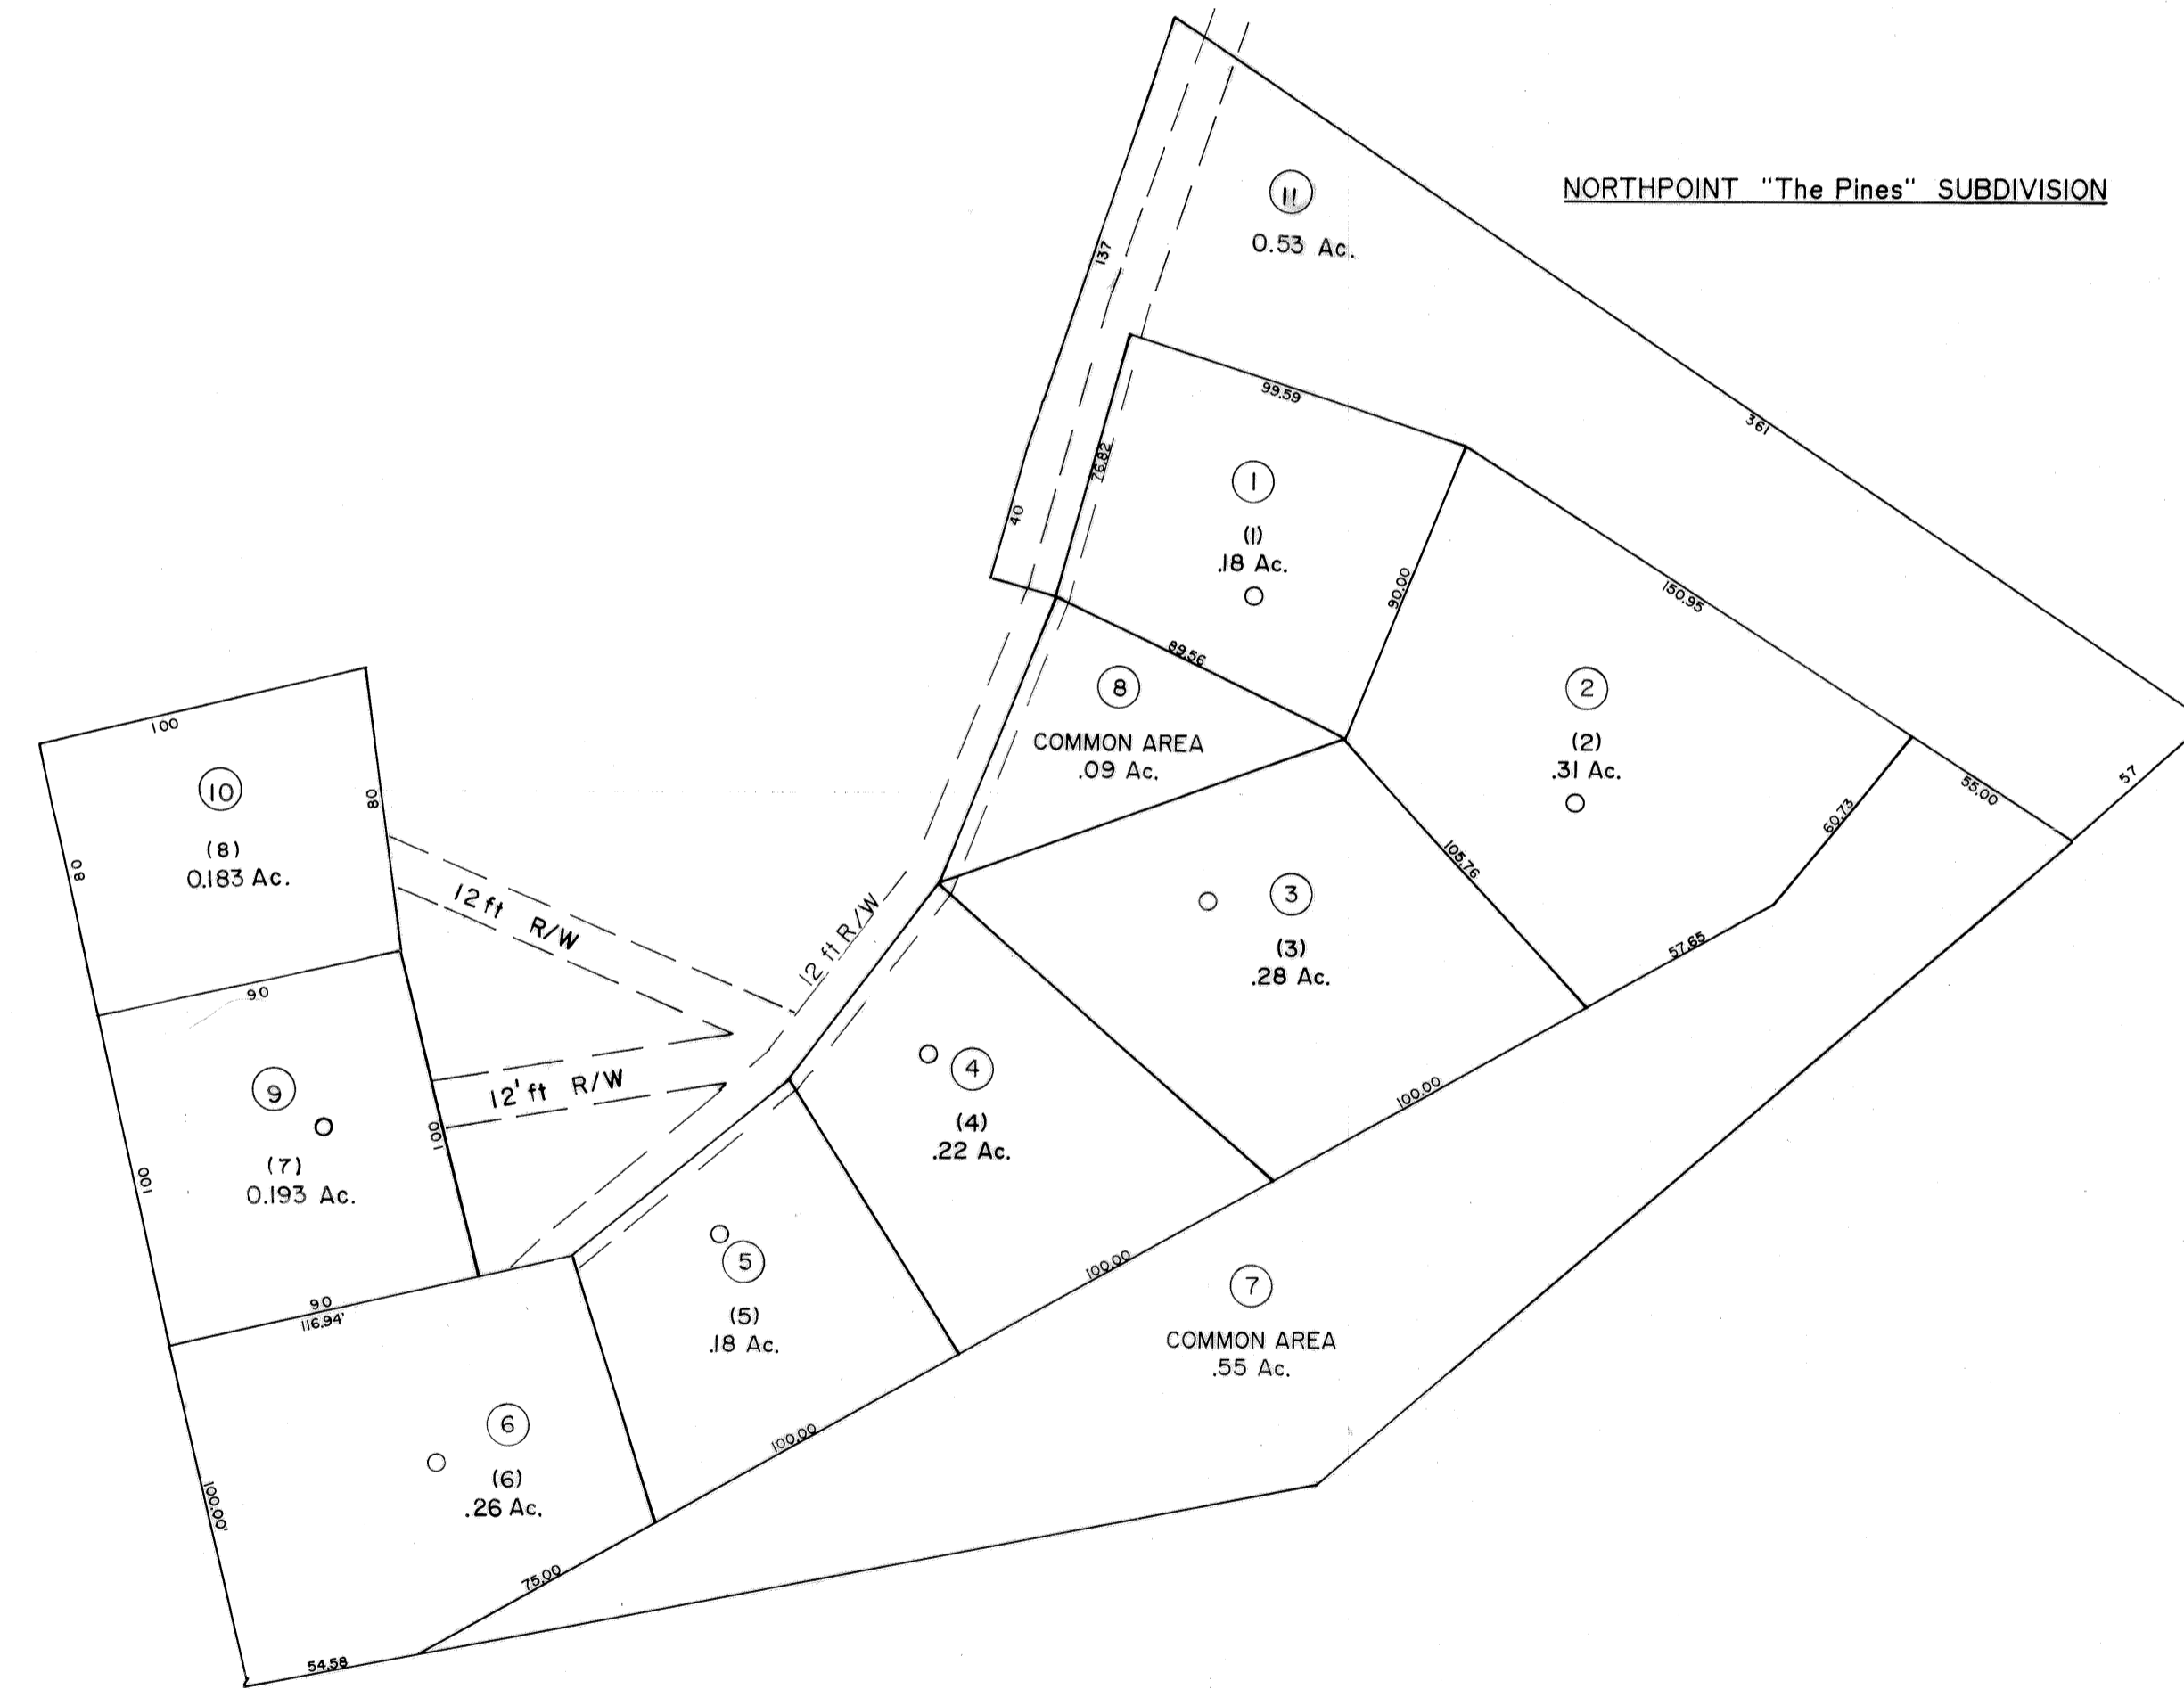 NORTHPOINT "The Pines" SUBDIVISION
11
0.53 Ac.
137
40
361
57
99.59
76.82
1
(1)
.18 Ac.
90.00
89.56
150.95
55.00
8
COMMON AREA
.09 Ac.
2
(2)
.31 Ac.
60.73
57.65
105.76
3
(3)
.28 Ac.
100.00
100
10
(8)
0.183 Ac.
80
80
90
12 ft R/W
12 ft R/W
12' ft R/W
9
(7)
0.193 Ac.
100
100
90
116.94'
4
(4)
.22 Ac.
100.00
5
(5)
.18 Ac.
100.00
7
COMMON AREA
.55 Ac.
6
(6)
.26 Ac.
100.00'
75.00
54.58